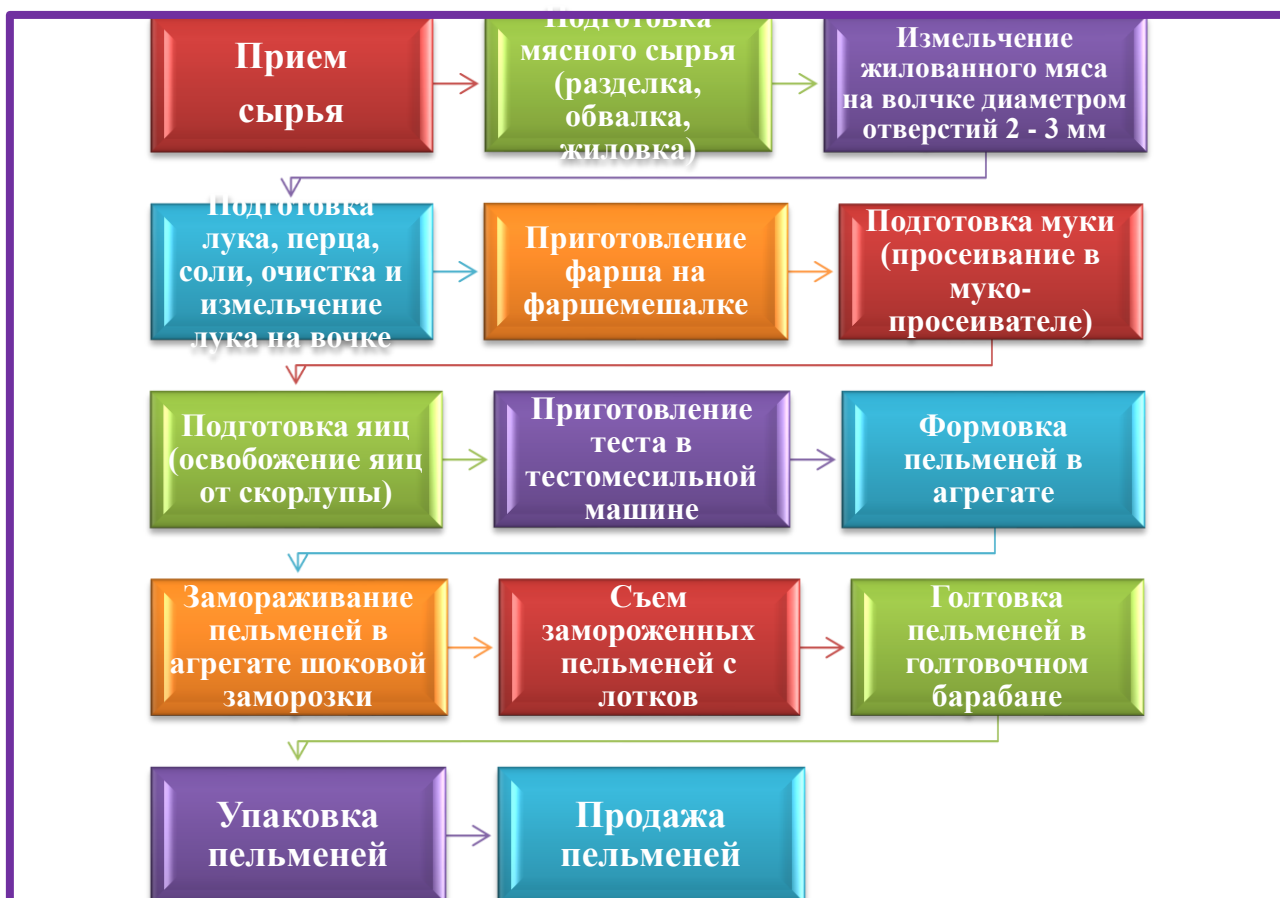 Прием
сырья
Подготовка
мясного сырья
(разделка,
обвалка,
жиловка)
Измельчение
жилованного мяса
на волчке диаметром
отверстий 2 - 3 мм
Подготовка
лука, перца,
соли, очистка и
измельчение
лука на вочке
Приготовление
фарша на
фаршемешалке
Подготовка муки
(просеивание в
муко-
просеивателе)
Подготовка яиц
(освобожение яиц
от скорлупы)
Приготовление
теста в
тестомесильной
машине
Формовка
пельменей в
агрегате
Замораживание
пельменей в
агрегате шоковой
заморозки
Съем
замороженных
пельменей с
лотков
Голтовка
пельменей в
голтовочном
барабане
Упаковка
пельменей
Продажа
пельменей